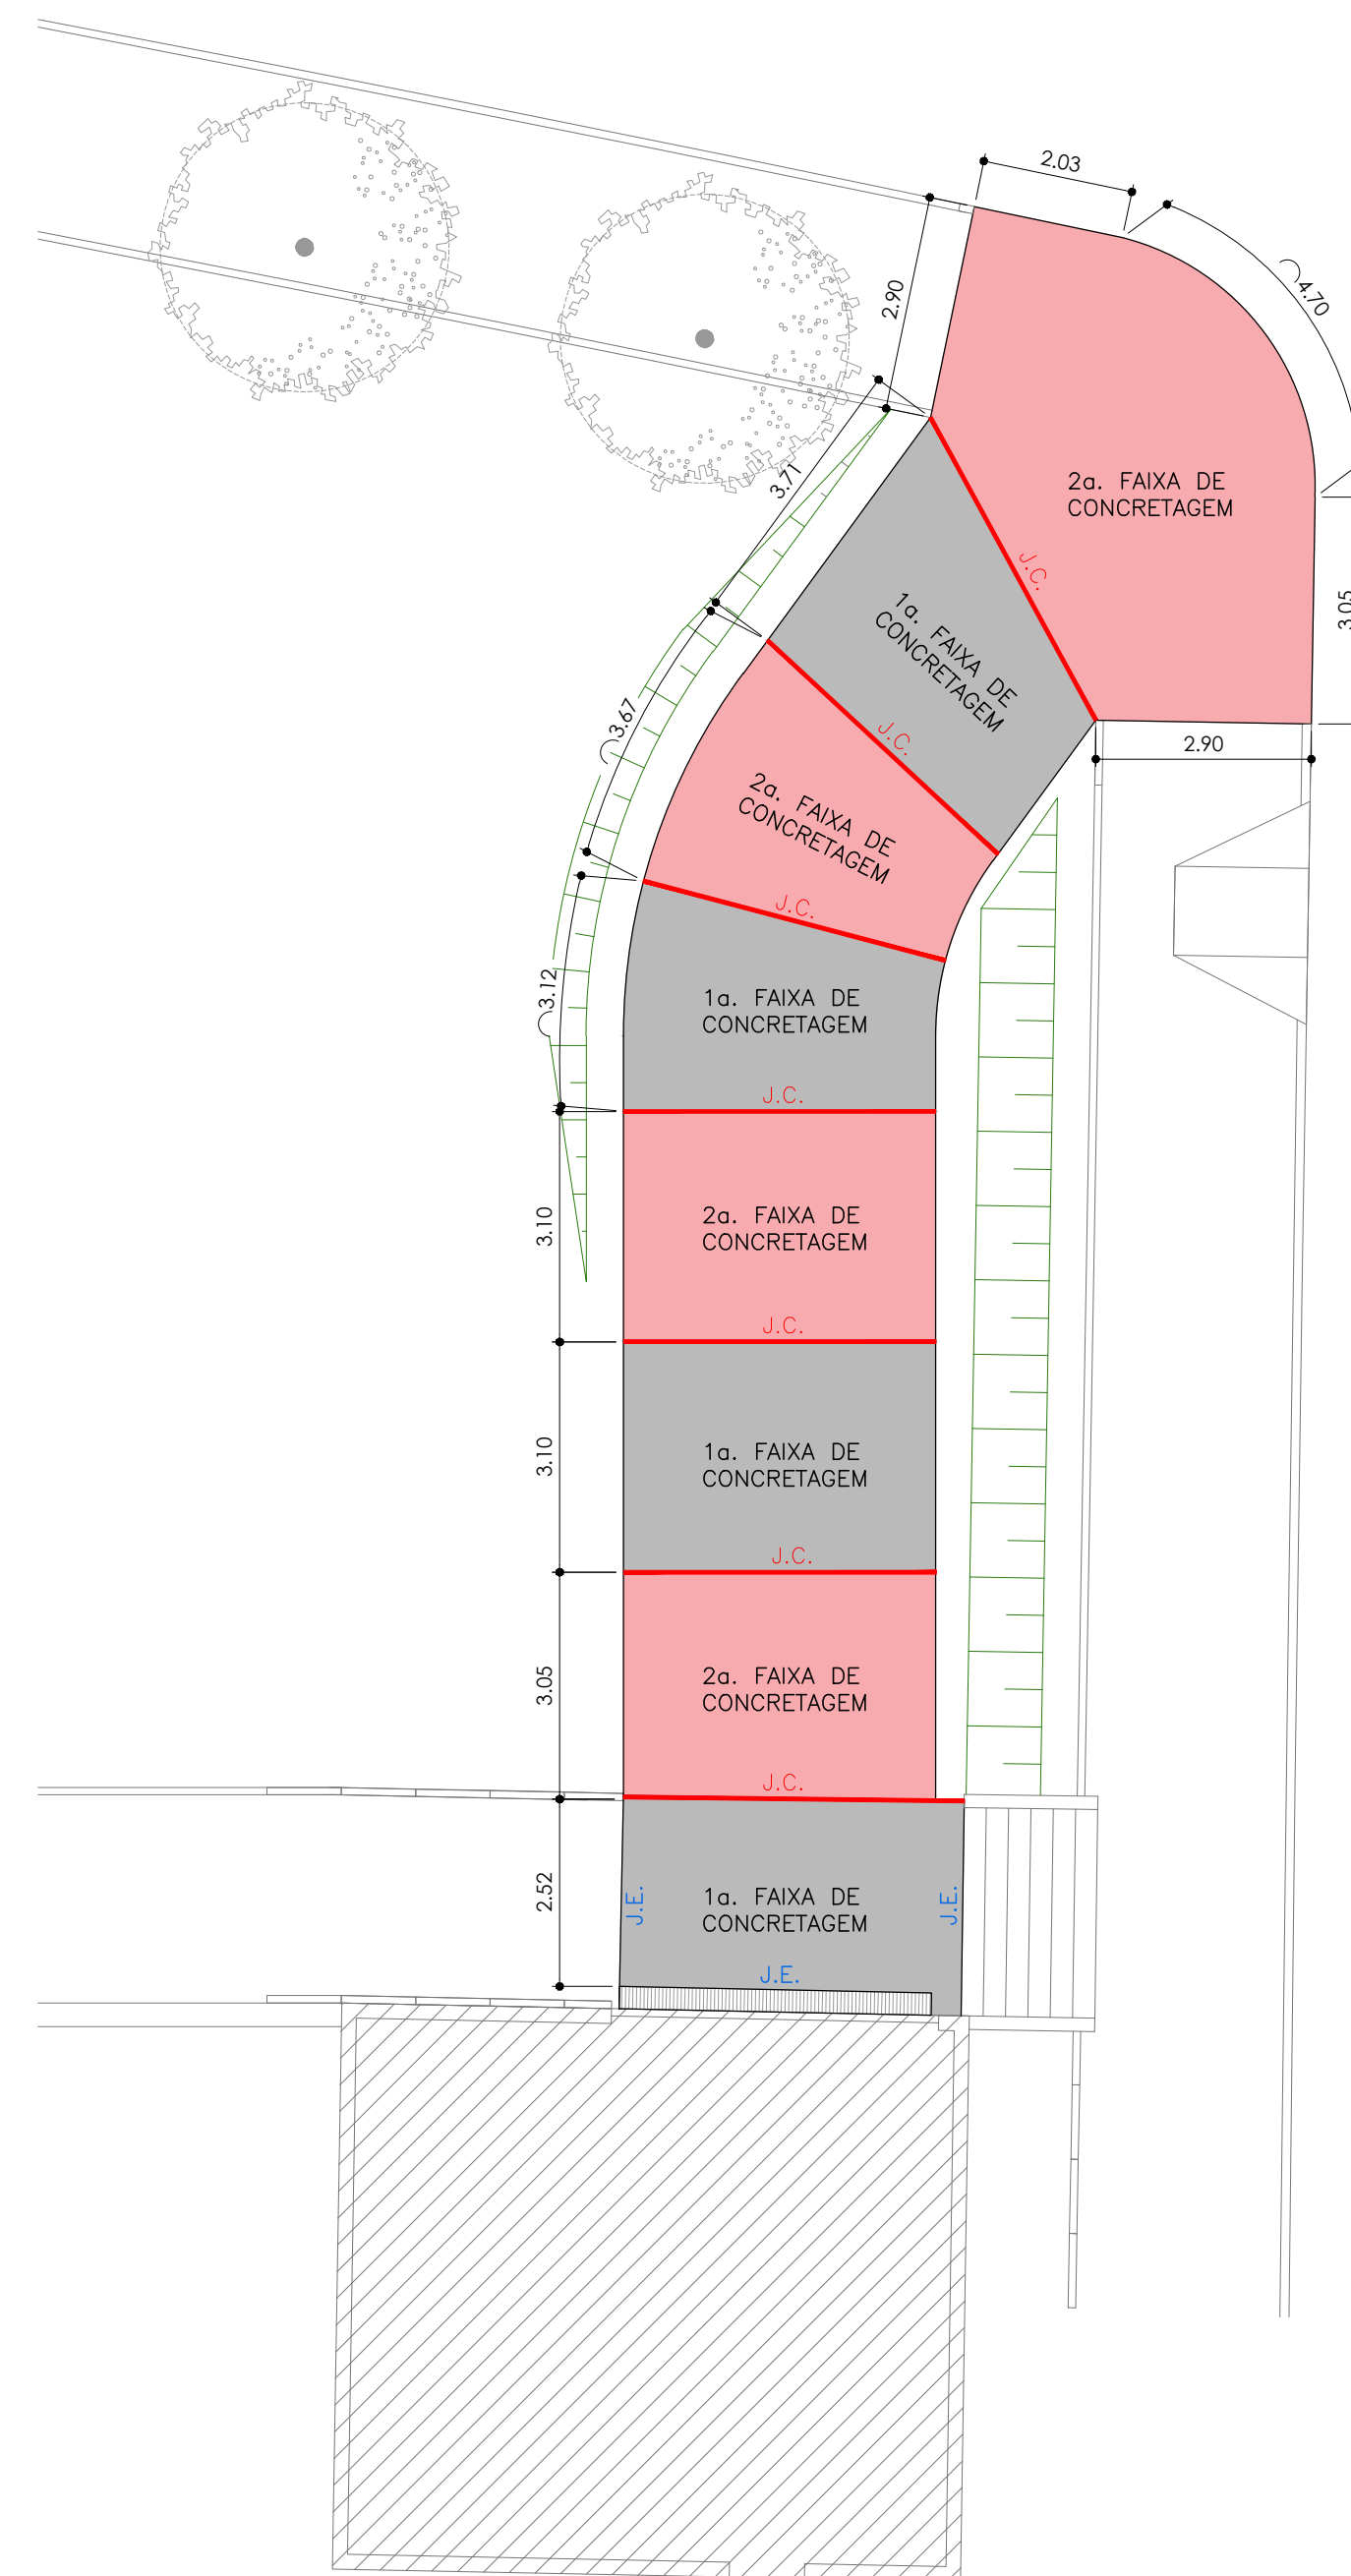 2.03
4.70
2.90
3.71
2a. FAIXA DE
CONCRETAGEM
J.C.
3.05
1a. FAIXA DE
CONCRETAGEM
3.67
J.C.
2.90
2a. FAIXA DE
CONCRETAGEM
J.C.
3.12
1a. FAIXA DE
CONCRETAGEM
J.C.
3.10
2a. FAIXA DE
CONCRETAGEM
J.C.
3.10
1a. FAIXA DE
CONCRETAGEM
J.C.
3.05
2a. FAIXA DE
CONCRETAGEM
J.C.
2.52
J.E.
1a. FAIXA DE
CONCRETAGEM
J.E.
J.E.